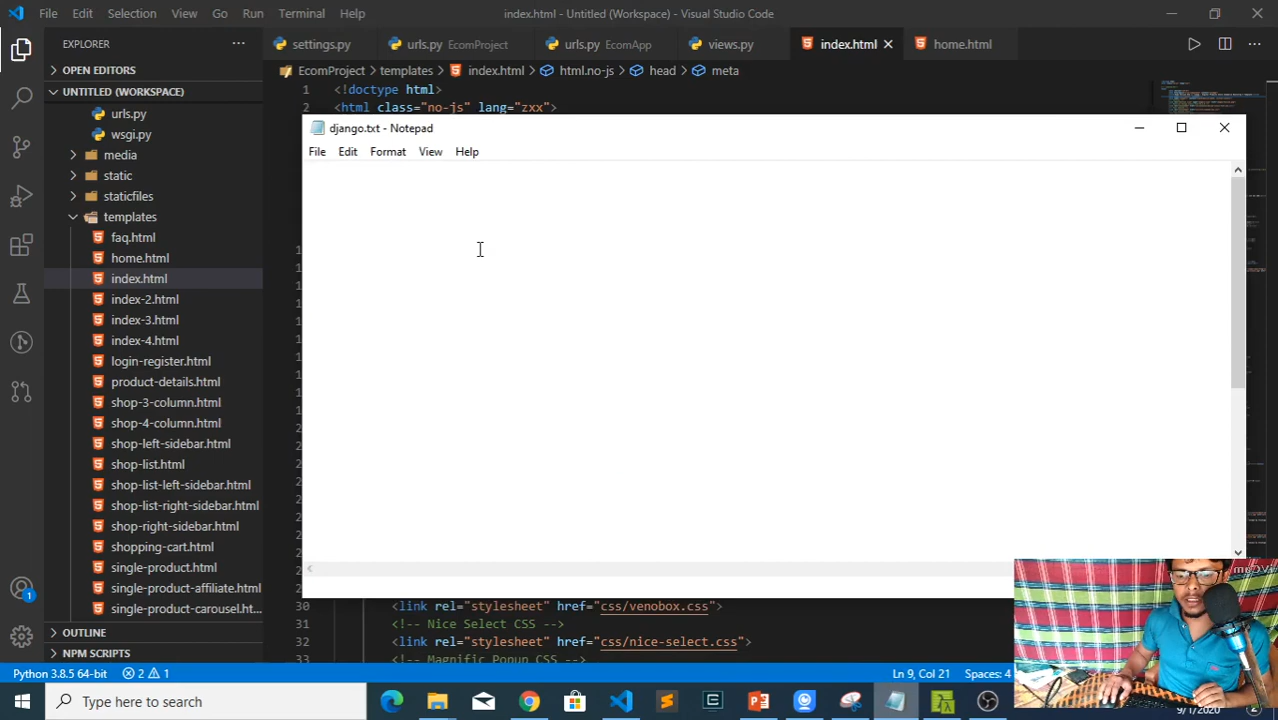 File Edit Selection View Go Run Terminal Help
index.html - Untitled (Workspace) - Visual Studio Code
EXPLORER
settings.py
urls.py EcomProject
urls.py EcomApp
views.py
index.html
home.html
OPEN EDITORS
EcomProject > templates > index.html > html.no-js > head > meta
UNTITLED (WORKSPACE)
1 <!doctype html>
2 <html class="no-js" lang="zxx">
urls.py
wsgi.py
media
static
staticfiles
templates
faq.html
home.html
index.html
index-2.html
index-3.html
index-4.html
login-register.html
product-details.html
shop-3-column.html
shop-4-column.html
shop-left-sidebar.html
shop-list.html
shop-list-left-sidebar.html
shop-list-right-sidebar.html
shop-right-sidebar.html
shopping-cart.html
single-product.html
single-product-affiliate.html
single-product-carousel.ht...
OUTLINE
NPM SCRIPTS
django.txt - Notepad
File Edit Format View Help
30 <link rel="stylesheet" href="css/venobox.css">
31 <!-- Nice Select CSS -->
32 <link rel="stylesheet" href="css/nice-select.css">
33 <!-- Magnific Popup CSS -->
1
Python 3.8.5 64-bit
2 1
Ln 9, Col 21
Spaces: 4
Type here to search
9/1/2020
2